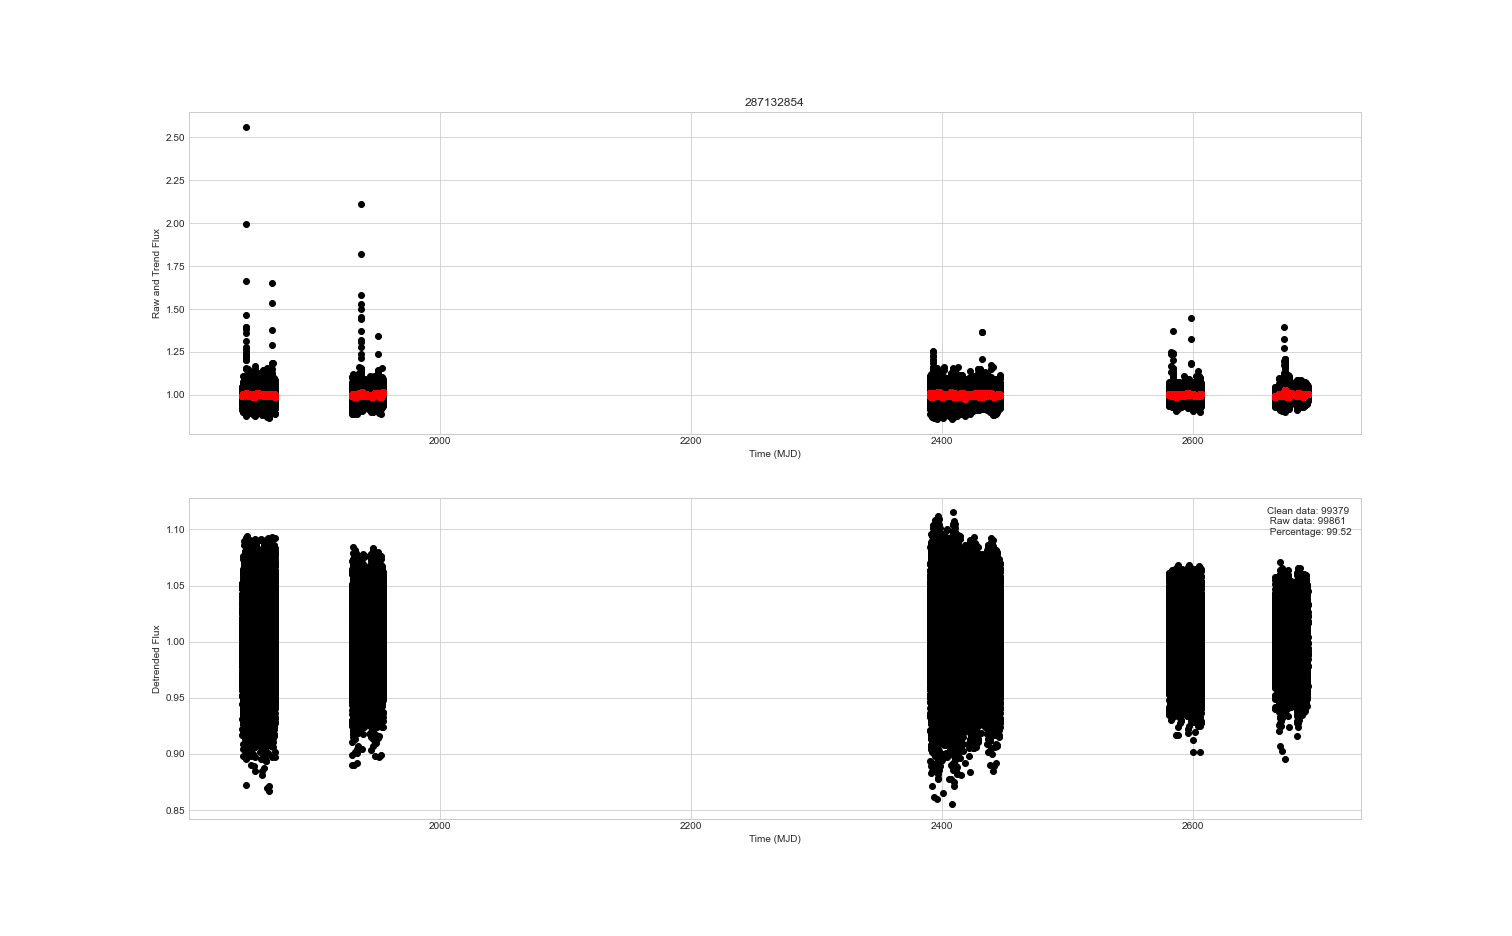 287132854
Raw and Trend Flux
2.50
2.25
2.00
1.75
1.50
1.25
1.00
2000 2200 2400 2600
Time (MJD)
Clean data: 99379
Raw data: 99861
Percentage: 99.52
Detrended Flux
1.10
1.05
1.00
0.95
0.90
0.85
2000 2200 2400 2600
Time (MJD)